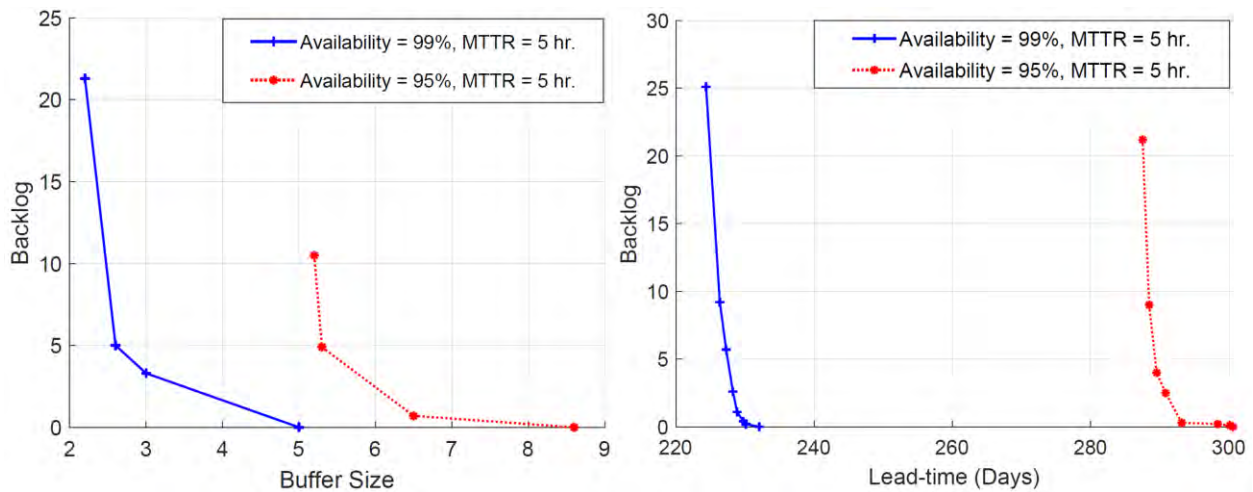 25
20
15
10
5
0
Backlog
Availability = 99%, MTTR = 5 hr.
Availability = 95%, MTTR = 5 hr.
2 3 4 5 6 7 8 9
Buffer Size
30
25
20
15
10
5
0
Backlog
Availability = 99%, MTTR = 5 hr.
Availability = 95%, MTTR = 5 hr.
220 240 260 280 300
Lead-time (Days)